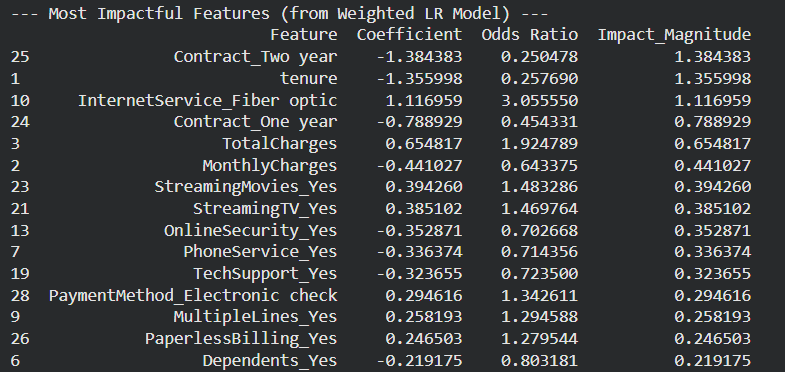 --- Most Impactful Features (from Weighted LR Model) ---
Feature Coefficient Odds Ratio Impact_Magnitude
25 Contract_Two year -1.384383 0.250478 1.384383
1 tenure -1.355998 0.257690 1.355998
10 InternetService_Fiber optic 1.116959 3.055550 1.116959
24 Contract_One year -0.788929 0.454331 0.788929
3 TotalCharges 0.654817 1.924789 0.654817
2 MonthlyCharges -0.441027 0.643375 0.441027
23 StreamingMovies_Yes 0.394260 1.483286 0.394260
21 StreamingTV_Yes 0.385102 1.469764 0.385102
13 OnlineSecurity_Yes -0.352871 0.702668 0.352871
7 PhoneService_Yes -0.336374 0.714356 0.336374
19 TechSupport_Yes -0.323655 0.723500 0.323655
28 PaymentMethod_Electronic check 0.294616 1.342611 0.294616
9 MultipleLines_Yes 0.258193 1.294588 0.258193
26 PaperlessBilling_Yes 0.246503 1.279544 0.246503
6 Dependents_Yes -0.219175 0.803181 0.219175